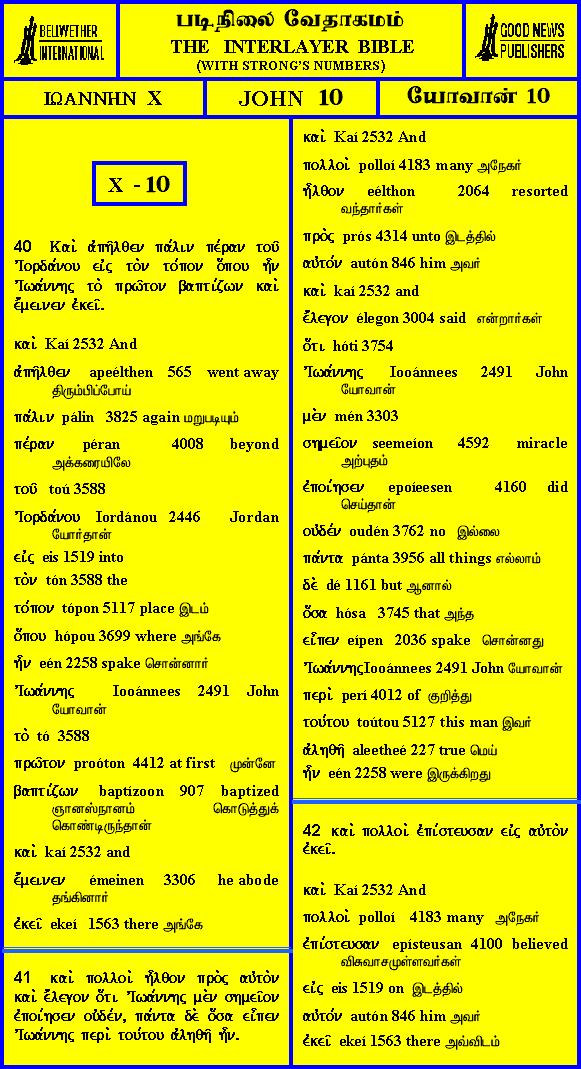 BELLWETHER
INTERNATIONAL
படிநிலை வேதாகமம்
THE INTERLAYER BIBLE
(WITH STRONG'S NUMBERS)
GOOD NEWS
PUBLISHERS
ΙΩΑΝΝΗΝ X
JOHN 10
யோவான் 10
X - 10
40 Καὶ ἀπῆλθεν πάλιν πέραν τοῦ
Ἰορδάνου εἰς τὸν τόπον ὅπου ἦν
Ἰωάννης τὸ πρῶτον βαπτίζων καὶ
ἔμεινεν ἐκεῖ.
καὶ Kaí 2532 And
ἀπῆλθεν apeélthen 565 went away
திரும்பிப்போய்
πάλιν pálin 3825 again மறுபடியும்
πέραν péran 4008 beyond
அக்கரையிலே
τοῦ toú 3588
Ἰορδάνου Iordánou 2446 Jordan
யோர்தான்
εἰς eis 1519 into
τὸν tón 3588 the
τόπον tópon 5117 place இடம்
ὅπου hópou 3699 where அங்கே
ἦν eén 2258 spake சொன்னார்
Ἰωάννης Iooánnees 2491 John
யோவான்
τὸ tó 3588
πρῶτον proóton 4412 at first முன்னே
βαπτίζων baptízoon 907 baptized
ஞானஸ்நானம் கொடுத்துக்
கொண்டிருந்தான்
καὶ kaí 2532 and
ἔμεινεν émeinen 3306 he abode
தங்கினார்
ἐκεῖ ekeí 1563 there அங்கே
41 καὶ πολλοὶ ἦλθον πρὸς αὐτὸν
καὶ ἔλεγον ὅτι Ἰωάννης μὲν σημεῖον
ἐποίησεν οὐδέν, πάντα δὲ ὅσα εἶπεν
Ἰωάννης περὶ τούτου ἀληθῆ ἦν.
καὶ Kaí 2532 And
πολλοὶ polloí 4183 many அநேகர்
ἦλθον eélthon 2064 resorted
வந்தார்கள்
πρὸς prós 4314 unto இடத்தில்
αὐτόν autón 846 him அவர்
καὶ kaí 2532 and
ἔλεγον élegon 3004 said என்றார்கள்
ὅτι hóti 3754
Ἰωάννης Iooánnees 2491 John
யோவான்
μὲν mén 3303
σημεῖον seemeíon 4592 miracle
அற்புதம்
ἐποίησεν epoíeesen 4160 did
செய்தான்
οὐδέν oudén 3762 no இல்லை
πάντα pánta 3956 all things எல்லாம்
δὲ dé 1161 but ஆனால்
ὅσα hósa 3745 that அந்த
εἶπεν eípen 2036 spake சொன்னது
Ἰωάννης Iooánnees 2491 John யோவான்
περὶ perí 4012 of குறித்து
τούτου toútou 5127 this man இவர்
ἀληθῆ aleetheé 227 true மெய்
ἦν eén 2258 were இருக்கிறது
42 καὶ πολλοὶ ἐπίστευσαν εἰς αὐτὸν
ἐκεῖ.
καὶ Kaí 2532 And
πολλοὶ polloí 4183 many அநேகர்
ἐπίστευσαν epísteusan 4100 believed
விசுவாசமுள்ளவர்கள்
εἰς eis 1519 on இடத்தில்
αὐτόν autón 846 him அவர்
ἐκεῖ ekeí 1563 there அவ்விடம்